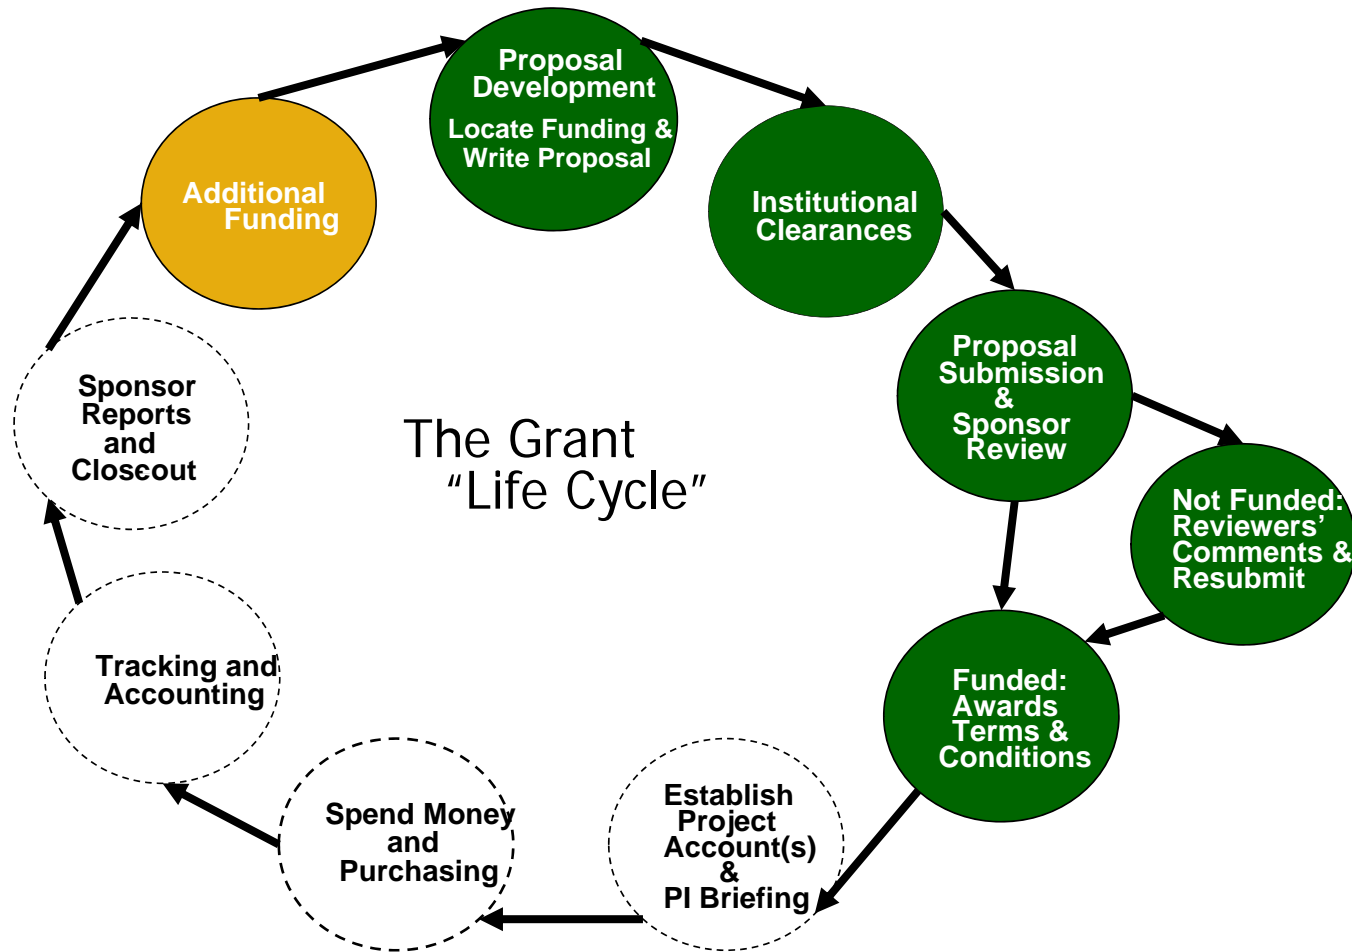 Proposal
Development
Locate Funding &
Write Proposal
Additional
Funding
Institutional
Clearances
Proposal
Submission
&
Sponsor
Review
Sponsor
Reports
and
Closeout
The Grant
“Life Cycle”
Not Funded:
Reviewers’
Comments &
Resubmit
Tracking and
Accounting
Funded:
Awards
Terms &
Conditions
Spend Money
and
Purchasing
Establish
Project
Account(s)
&
PI Briefing